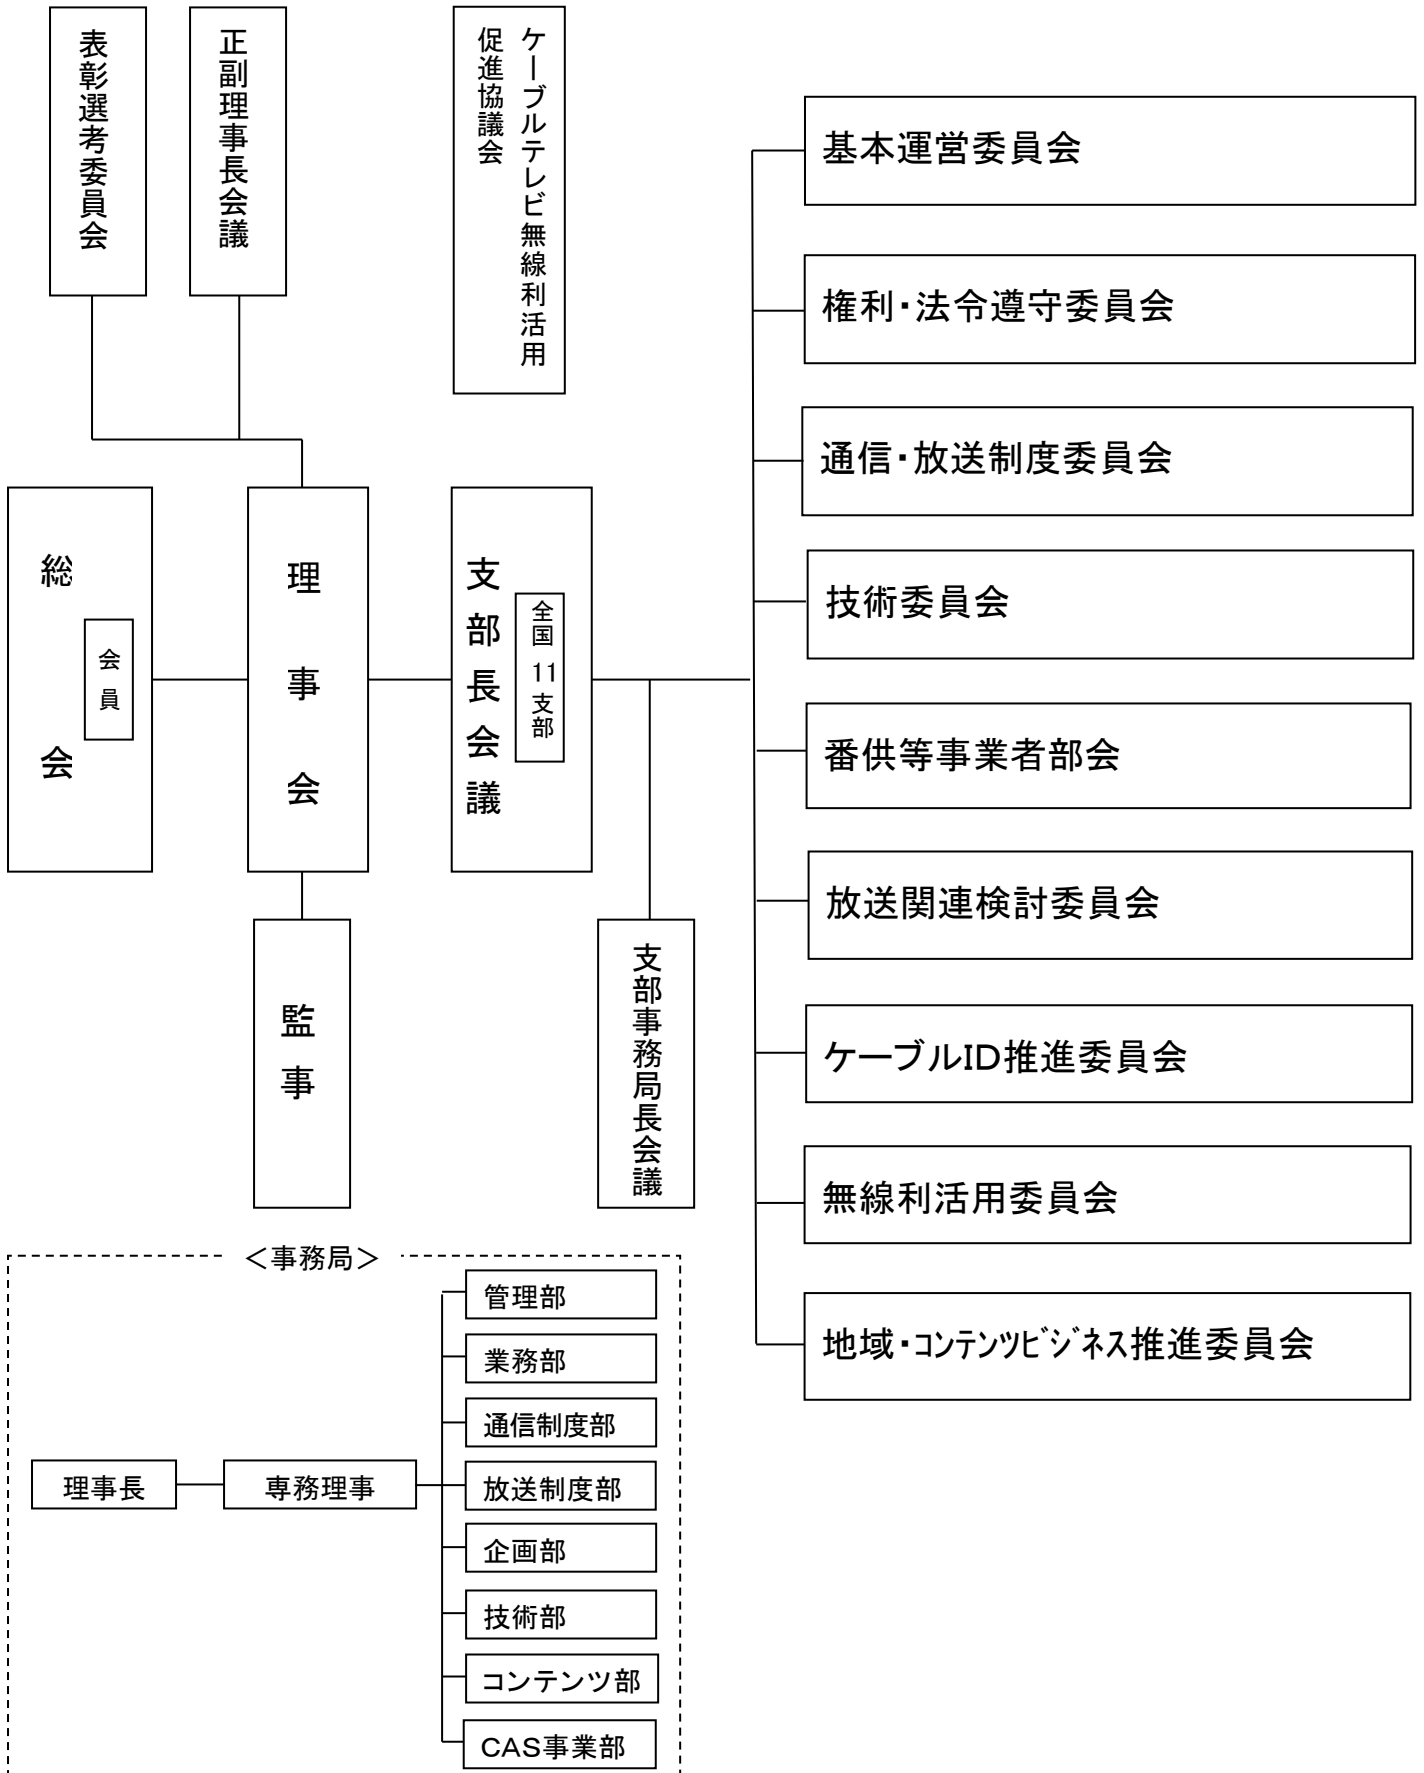 表彰選考委員会
正副理事長会議
ケーブルテレビ無線利活用
促進協議会
総会
会員
理事会
支部長会議
全国11支部
監事
支部事務局長会議
基本運営委員会
権利・法令遵守委員会
通信・放送制度委員会
技術委員会
番供等事業者部会
放送関連検討委員会
ケーブルID推進委員会
無線利活用委員会
地域・ｺﾝﾃﾝﾂﾋﾞｼﾞﾈｽ推進委員会
＜事務局＞
理事長
専務理事
管理部
業務部
通信制度部
放送制度部
企画部
技術部
コンテンツ部
CAS事業部